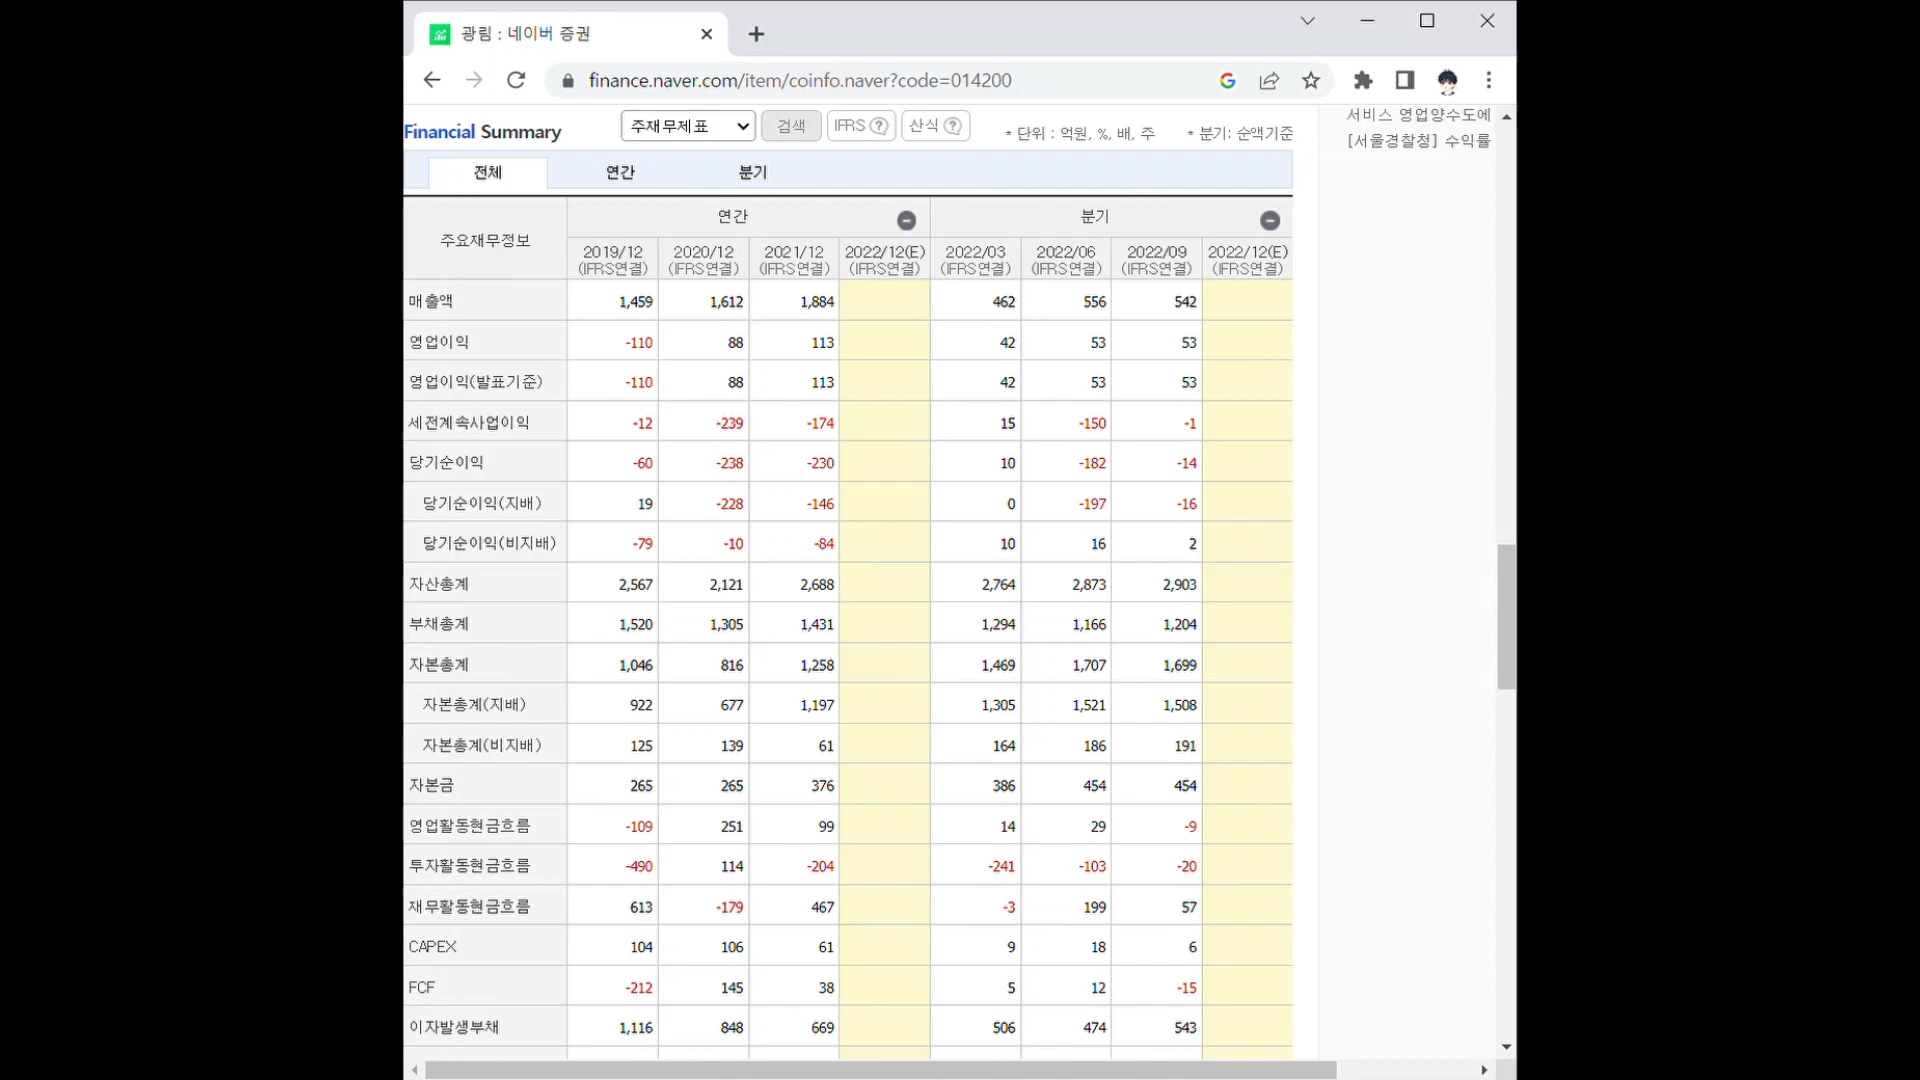 광림 : 네이버 증권
finance.naver.com/item/coinfo.naver?code=014200
서비스 영업양수도에
[서울경찰청] 수익률
Financial Summary 주재무제표 검색 IFRS ? 산식 ? * 단위 : 억원, %, 배, 주 * 분기: 순액기준
전체 연간 분기
주요재무정보 연간 분기
2019/12 2020/12 2021/12 2022/12(E) 2022/03 2022/06 2022/09 2022/12(E)
(IFRS연결) (IFRS연결) (IFRS연결) (IFRS연결) (IFRS연결) (IFRS연결) (IFRS연결) (IFRS연결)
매출액 1,459 1,612 1,884 462 556 542
영업이익 -110 88 113 42 53 53
영업이익(발표기준) -110 88 113 42 53 53
세전계속사업이익 -12 -239 -174 15 -150 -1
당기순이익 -60 -238 -230 10 -182 -14
당기순이익(지배) 19 -228 -146 0 -197 -16
당기순이익(비지배) -79 -10 -84 10 16 2
자산총계 2,567 2,121 2,688 2,764 2,873 2,903
부채총계 1,520 1,305 1,431 1,294 1,166 1,204
자본총계 1,046 816 1,258 1,469 1,707 1,699
자본총계(지배) 922 677 1,197 1,305 1,521 1,508
자본총계(비지배) 125 139 61 164 186 191
자본금 265 265 376 386 454 454
영업활동현금흐름 -109 251 99 14 29 -9
투자활동현금흐름 -490 114 -204 -241 -103 -20
재무활동현금흐름 613 -179 467 -3 199 57
CAPEX 104 106 61 9 18 6
FCF -212 145 38 5 12 -15
이자발생부채 1,116 848 669 506 474 543